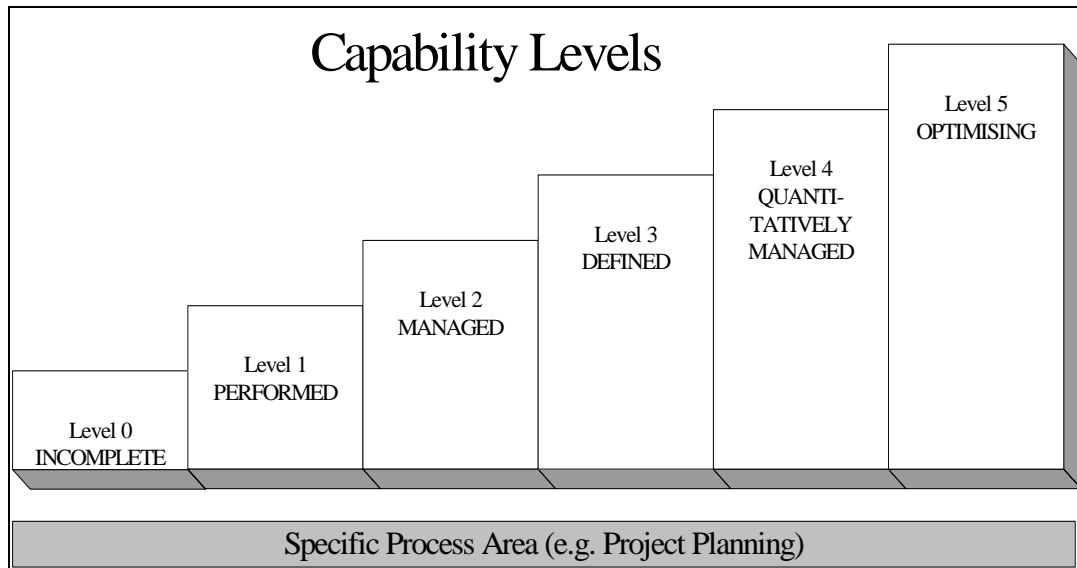 Capability Levels
Level 0
INCOMPLETE
Level 1
PERFORMED
Level 2
MANAGED
Level 3
DEFINED
Level 4
QUANTI-
TATIVELY
MANAGED
Level 5
OPTIMISING
Specific Process Area (e.g. Project Planning)